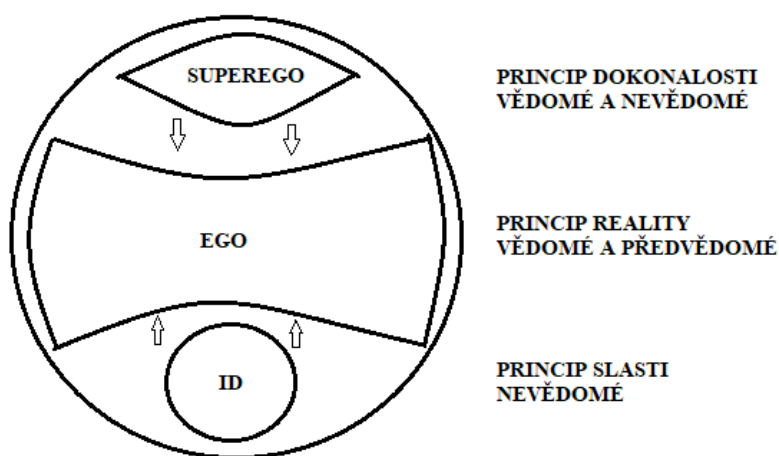 SUPEREGO
PRINCIP DOKONALOSTI
VĚDOMÉ A NEVĚDOMÉ
EGO
PRINCIP REALITY
VĚDOMÉ A PŘEDVĚDOMÉ
ID
PRINCIP SLASTI
NEVĚDOMÉ